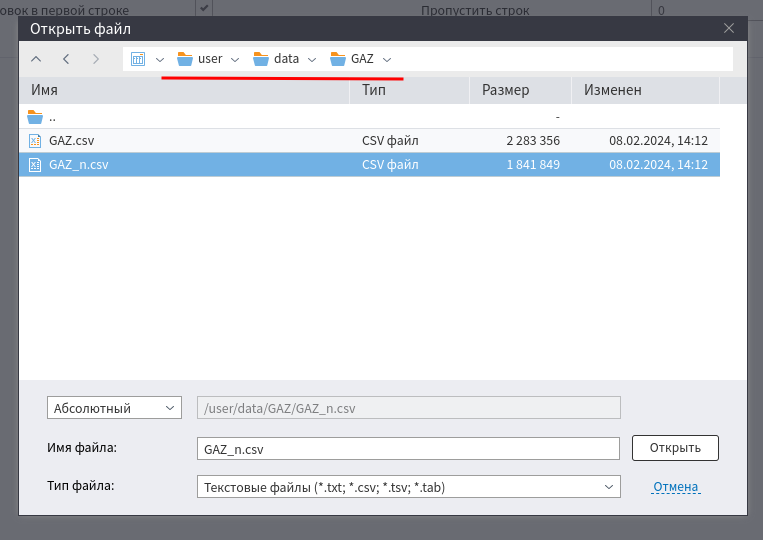 овок в первой строке Пропустить строк 0
Открыть файл
user data GAZ
Имя Тип Размер Изменен
.. -
GAZ.csv CSV файл 2 283 356 08.02.2024, 14:12
GAZ_n.csv CSV файл 1 841 849 08.02.2024, 14:12
Абсолютный /user/data/GAZ/GAZ_n.csv
Имя файла: GAZ_n.csv Открыть
Тип файла: Текстовые файлы (*.txt; *.csv; *.tsv; *.tab) Отмена